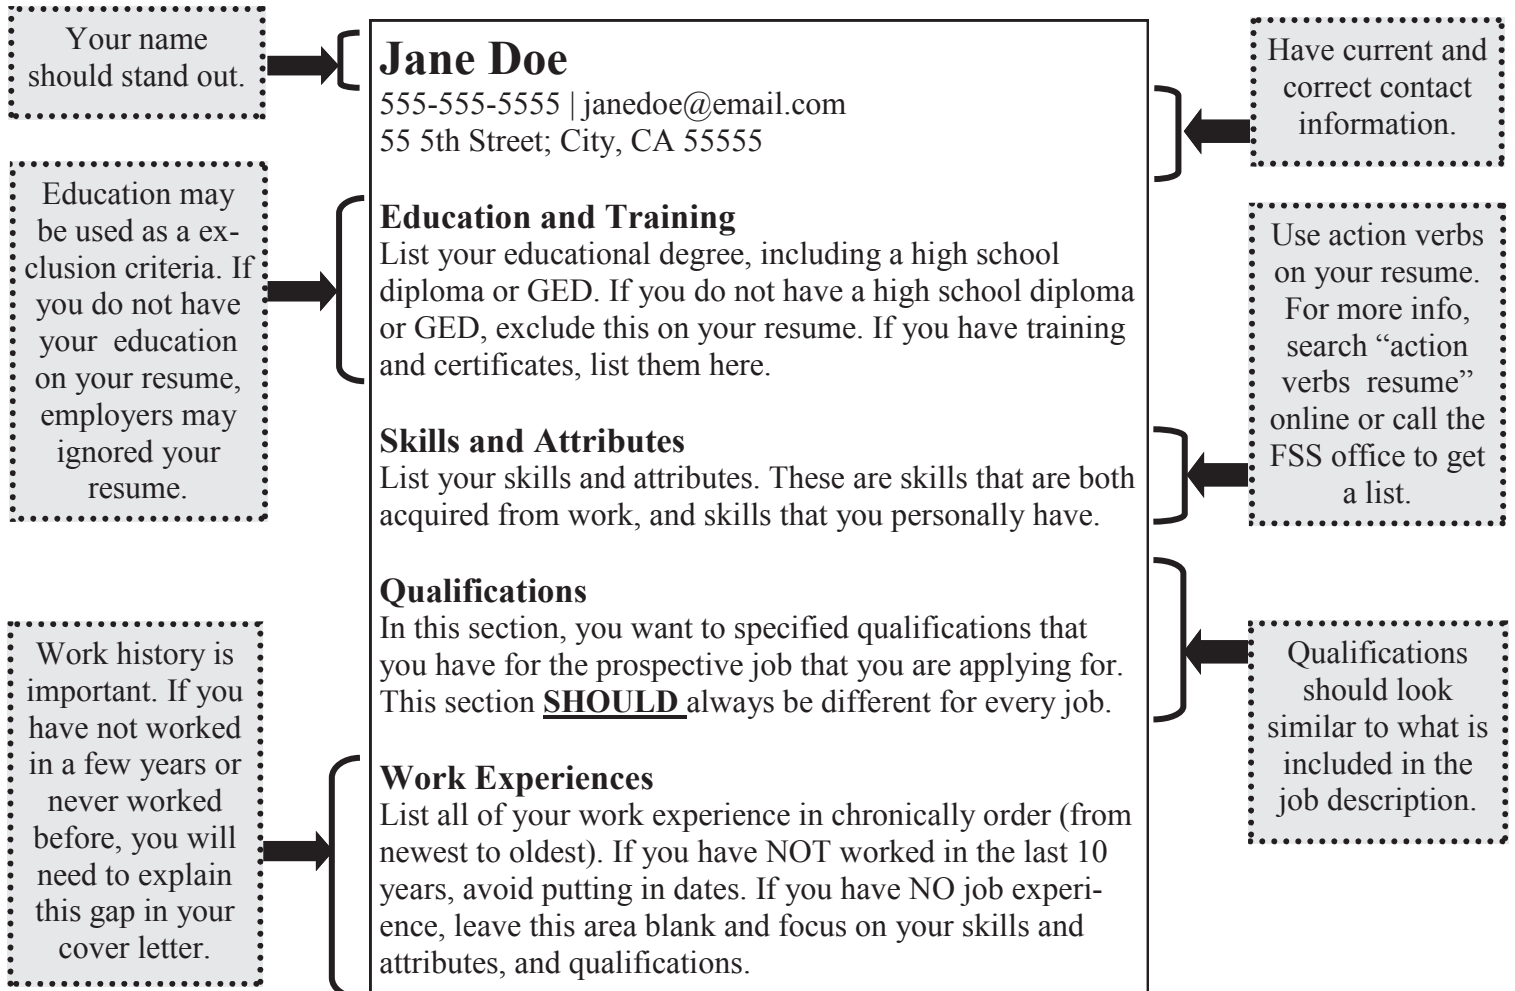 Your name
should stand out.
Jane Doe
555-555-5555 | janedoe@email.com
55 5th Street; City, CA 55555
Have current and
correct contact
information.
Education may
be used as a ex-
clusion criteria. If
you do not have
your education
on your resume,
employers may
ignored your
resume.
Education and Training
List your educational degree, including a high school
diploma or GED. If you do not have a high school diploma
or GED, exclude this on your resume. If you have training
and certificates, list them here.
Use action verbs
on your resume.
For more info,
search “action
verbs resume”
online or call the
FSS office to get
a list.
Skills and Attributes
List your skills and attributes. These are skills that are both
acquired from work, and skills that you personally have.
Qualifications
In this section, you want to specified qualifications that
you have for the prospective job that you are applying for.
This section SHOULD always be different for every job.
Qualifications
should look
similar to what is
included in the
job description.
Work history is
important. If you
have not worked
in a few years or
never worked
before, you will
need to explain
this gap in your
cover letter.
Work Experiences
List all of your work experience in chronically order (from
newest to oldest). If you have NOT worked in the last 10
years, avoid putting in dates. If you have NO job experi-
ence, leave this area blank and focus on your skills and
attributes, and qualifications.